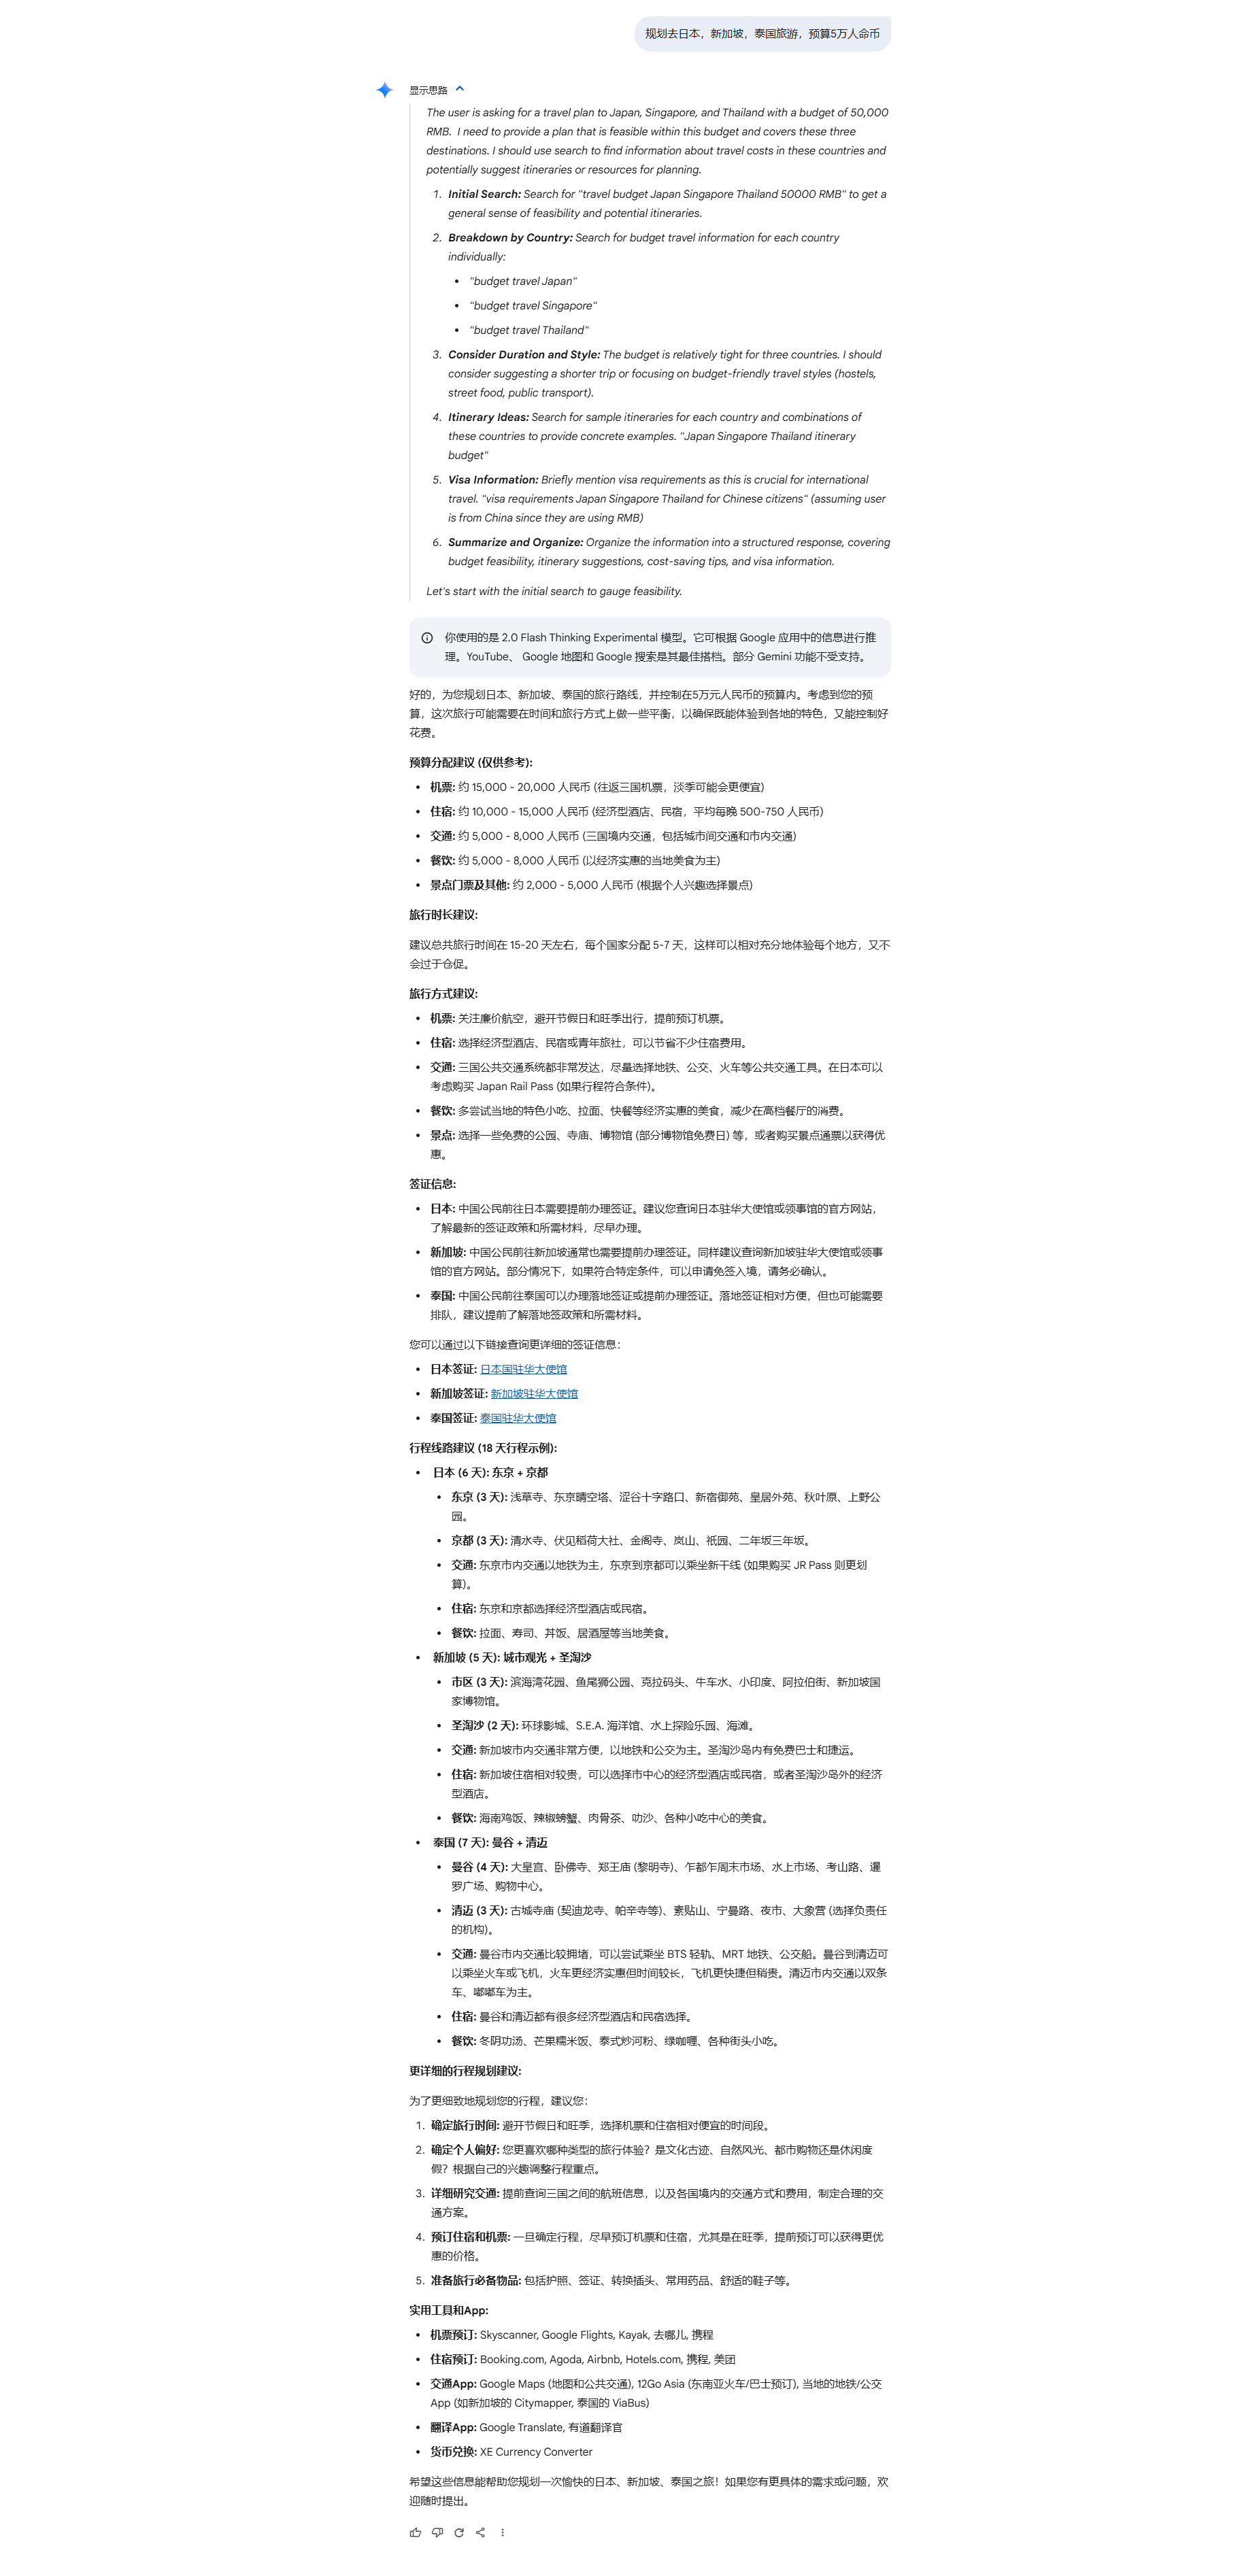 规划去日本，新加坡，泰国旅游，预算5万人命币
显示思路
The user is asking for a travel plan to Japan, Singapore, and Thailand with a budget of 50,000
RMB. I need to provide a plan that is feasible within this budget and covers these three
destinations. I should use search to find information about travel costs in these countries and
potentially suggest itineraries or resources for planning.
1. Initial Search: Search for "travel budget Japan Singapore Thailand 50000 RMB" to get a
general sense of feasibility and potential itineraries.
2. Breakdown by Country: Search for budget travel information for each country
individually:
• "budget travel Japan"
• "budget travel Singapore"
• "budget travel Thailand"
3. Consider Duration and Style: The budget is relatively tight for three countries. I should
consider suggesting a shorter trip or focusing on budget-friendly travel styles (hostels,
street food, public transport).
4. Itinerary Ideas: Search for sample itineraries for each country and combinations of
these countries to provide concrete examples. "Japan Singapore Thailand itinerary
budget"
5. Visa Information: Briefly mention visa requirements as this is crucial for international
travel. "visa requirements Japan Singapore Thailand for Chinese citizens" (assuming user
is from China since they are using RMB)
6. Summarize and Organize: Organize the information into a structured response, covering
budget feasibility, itinerary suggestions, cost-saving tips, and visa information.
Let's start with the initial search to gauge feasibility.
你使用的是 2.0 Flash Thinking Experimental 模型。它可根据 Google 应用中的信息进行推
理。YouTube、 Google 地图和 Google 搜索是其最佳搭档。部分 Gemini 功能不受支持。
好的，为您规划日本、新加坡、泰国的旅行路线，并控制在5万元人民币的预算内。考虑到您的预
算，这次旅行可能需要在时间和旅行方式上做一些平衡，以确保既能体验到各地的特色，又能控制好
花费。
预算分配建议 (仅供参考):
• 机票: 约 15,000 - 20,000 人民币 (往返三国机票，淡季可能会更便宜)
• 住宿: 约 10,000 - 15,000 人民币 (经济型酒店、民宿，平均每晚 500-750 人民币)
• 交通: 约 5,000 - 8,000 人民币 (三国境内交通，包括城市间交通和市内交通)
• 餐饮: 约 5,000 - 8,000 人民币 (以经济实惠的当地美食为主)
• 景点门票及其他: 约 2,000 - 5,000 人民币 (根据个人兴趣选择景点)
旅行时长建议:
建议总共旅行时间在 15-20 天左右，每个国家分配 5-7 天，这样可以相对充分地体验每个地方，又不
会过于仓促。
旅行方式建议:
• 机票: 关注廉价航空，避开节假日和旺季出行，提前预订机票。
• 住宿: 选择经济型酒店、民宿或青年旅社，可以节省不少住宿费用。
• 交通: 三国公共交通系统都非常发达，尽量选择地铁、公交、火车等公共交通工具。在日本可以
考虑购买 Japan Rail Pass (如果行程符合条件)。
• 餐饮: 多尝试当地的特色小吃、拉面、快餐等经济实惠的美食，减少在高档餐厅的消费。
• 景点: 选择一些免费的公园、寺庙、博物馆 (部分博物馆免费日) 等，或者购买景点通票以获得优
惠。
签证信息:
• 日本: 中国公民前往日本需要提前办理签证。建议您查询日本驻华大使馆或领事馆的官方网站，
了解最新的签证政策和所需材料，尽早办理。
• 新加坡: 中国公民前往新加坡通常也需要提前办理签证。同样建议查询新加坡驻华大使馆或领事
馆的官方网站。部分情况下，如果符合特定条件，可以申请免签入境，请务必确认。
• 泰国: 中国公民前往泰国可以办理落地签证或提前办理签证。落地签证相对方便，但也可能需要
排队，建议提前了解落地签政策和所需材料。
您可以通过以下链接查询更详细的签证信息：
• 日本签证: 日本国驻华大使馆
• 新加坡签证: 新加坡驻华大使馆
• 泰国签证: 泰国驻华大使馆
行程线路建议 (18 天行程示例):
• 日本 (6 天): 东京 + 京都
• 东京 (3 天): 浅草寺、东京晴空塔、涩谷十字路口、新宿御苑、皇居外苑、秋叶原、上野公
园。
• 京都 (3 天): 清水寺、伏见稻荷大社、金阁寺、岚山、祇园、二年坂三年坂。
• 交通: 东京市内交通以地铁为主，东京到京都可以乘坐新干线 (如果购买 JR Pass 则更划
算)。
• 住宿: 东京和京都选择经济型酒店或民宿。
• 餐饮: 拉面、寿司、丼饭、居酒屋等当地美食。
• 新加坡 (5 天): 城市观光 + 圣淘沙
• 市区 (3 天): 滨海湾花园、鱼尾狮公园、克拉码头、牛车水、小印度、阿拉伯街、新加坡国
家博物馆。
• 圣淘沙 (2 天): 环球影城、S.E.A. 海洋馆、水上探险乐园、海滩。
• 交通: 新加坡市内交通非常方便，以地铁和公交为主。圣淘沙岛内有免费巴士和捷运。
• 住宿: 新加坡住宿相对较贵，可以选择市中心的经济型酒店或民宿，或者圣淘沙岛外的经济
型酒店。
• 餐饮: 海南鸡饭、辣椒螃蟹、肉骨茶、叻沙、各种小吃中心的美食。
• 泰国 (7 天): 曼谷 + 清迈
• 曼谷 (4 天): 大皇宫、卧佛寺、郑王庙 (黎明寺)、乍都乍周末市场、水上市场、考山路、暹
罗广场、购物中心。
• 清迈 (3 天): 古城寺庙 (契迪龙寺、帕辛寺等)、素贴山、宁曼路、夜市、大象营 (选择负责任
的机构)。
• 交通: 曼谷市内交通比较拥堵，可以尝试乘坐 BTS 轻轨、MRT 地铁、公交船。曼谷到清迈可
以乘坐火车或飞机，火车更经济实惠但时间较长，飞机更快捷但稍贵。清迈市内交通以双条
车、嘟嘟车为主。
• 住宿: 曼谷和清迈都有很多经济型酒店和民宿选择。
• 餐饮: 冬阴功汤、芒果糯米饭、泰式炒河粉、绿咖喱、各种街头小吃。
更详细的行程规划建议:
为了更细致地规划您的行程，建议您：
1. 确定旅行时间: 避开节假日和旺季，选择机票和住宿相对便宜的时间段。
2. 确定个人偏好: 您更喜欢哪种类型的旅行体验？是文化古迹、自然风光、都市购物还是休闲度
假？根据自己的兴趣调整行程重点。
3. 详细研究交通: 提前查询三国之间的航班信息，以及各国境内的交通方式和费用，制定合理的交
通方案。
4. 预订住宿和机票: 一旦确定行程，尽早预订机票和住宿，尤其是在旺季，提前预订可以获得更优
惠的价格。
5. 准备旅行必备物品: 包括护照、签证、转换插头、常用药品、舒适的鞋子等。
实用工具和App:
• 机票预订: Skyscanner, Google Flights, Kayak, 去哪儿, 携程
• 住宿预订: Booking.com, Agoda, Airbnb, Hotels.com, 携程, 美团
• 交通App: Google Maps (地图和公共交通), 12Go Asia (东南亚火车/巴士预订), 当地的地铁/公交
App (如新加坡的 Citymapper, 泰国的 ViaBus)
• 翻译App: Google Translate, 有道翻译官
• 货币兑换: XE Currency Converter
希望这些信息能帮助您规划一次愉快的日本、新加坡、泰国之旅！如果您有更具体的需求或问题，欢
迎随时提出。